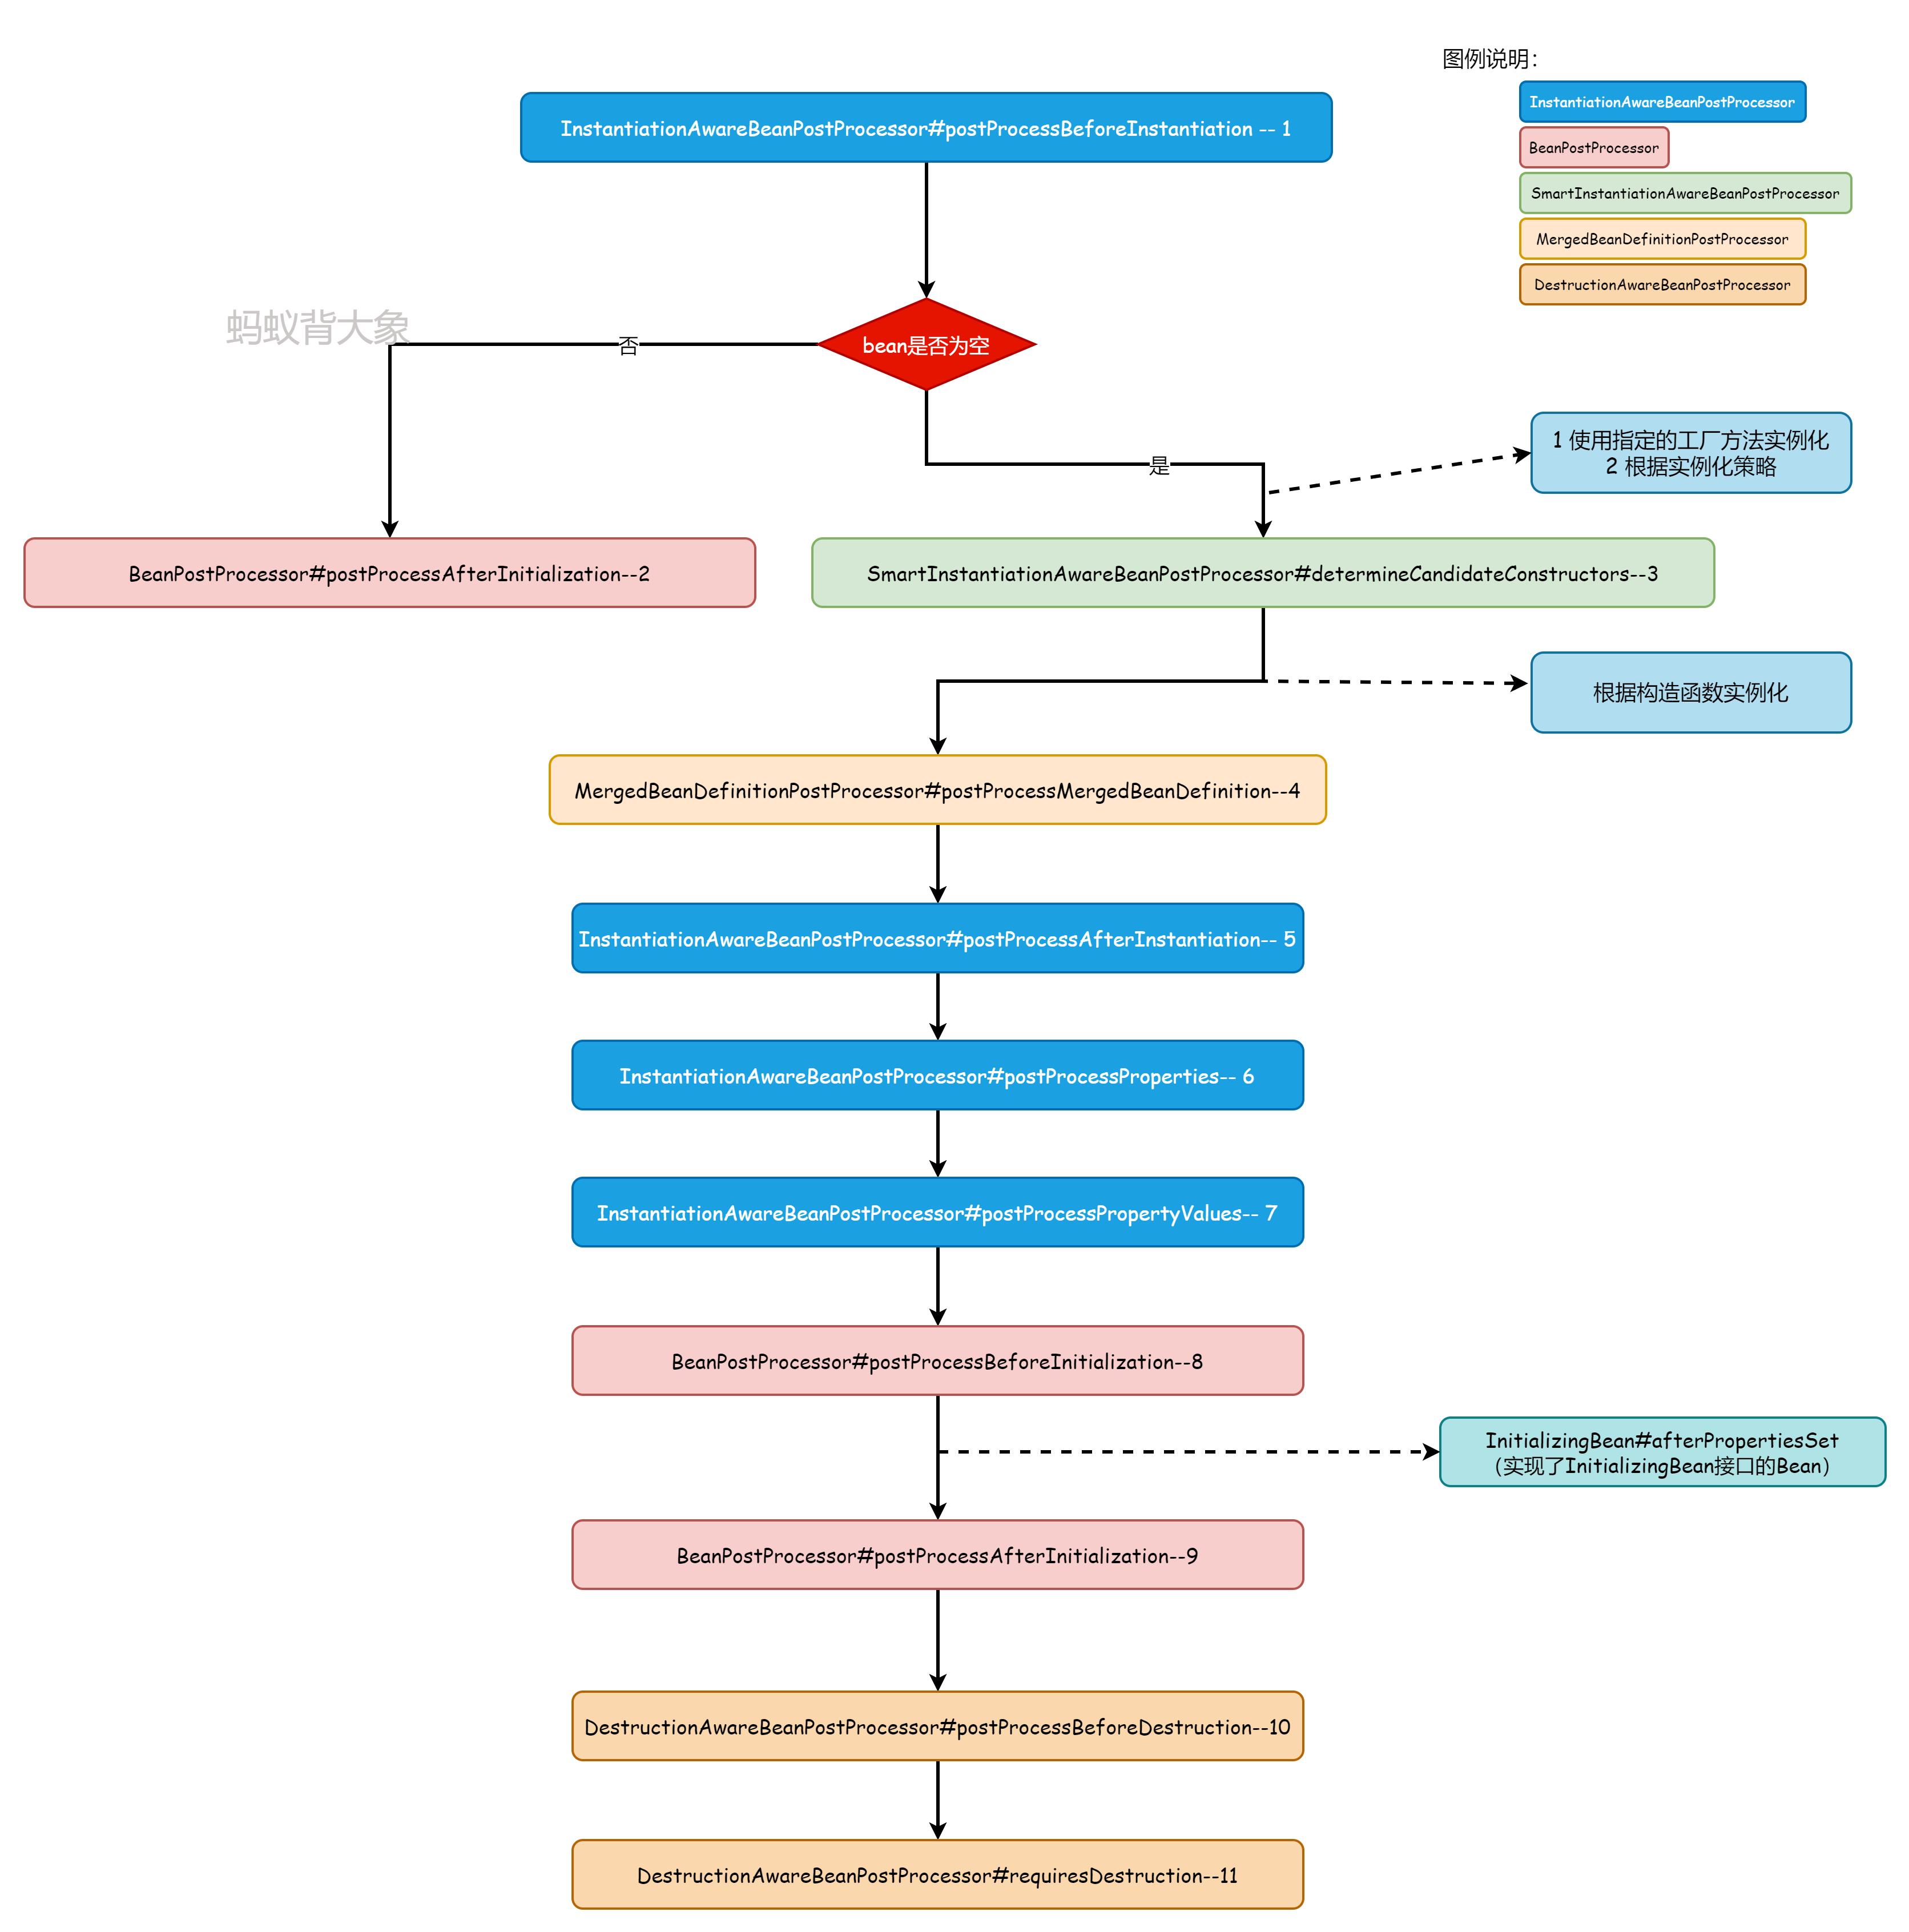 图例说明：
InstantiationAwareBeanPostProcessor
BeanPostProcessor
SmartInstantiationAwareBeanPostProcessor
MergedBeanDefinitionPostProcessor
DestructionAwareBeanPostProcessor
InstantiationAwareBeanPostProcessor#postProcessBeforeInstantiation -- 1
蚂蚁背大象
否
bean是否为空
是
1 使用指定的工厂方法实例化
2 根据实例化策略
BeanPostProcessor#postProcessAfterInitialization--2
SmartInstantiationAwareBeanPostProcessor#determineCandidateConstructors--3
根据构造函数实例化
MergedBeanDefinitionPostProcessor#postProcessMergedBeanDefinition--4
InstantiationAwareBeanPostProcessor#postProcessAfterInstantiation-- 5
InstantiationAwareBeanPostProcessor#postProcessProperties-- 6
InstantiationAwareBeanPostProcessor#postProcessPropertyValues-- 7
BeanPostProcessor#postProcessBeforeInitialization--8
InitializingBean#afterPropertiesSet
（实现了InitializingBean接口的Bean）
BeanPostProcessor#postProcessAfterInitialization--9
DestructionAwareBeanPostProcessor#postProcessBeforeDestruction--10
DestructionAwareBeanPostProcessor#requiresDestruction--11